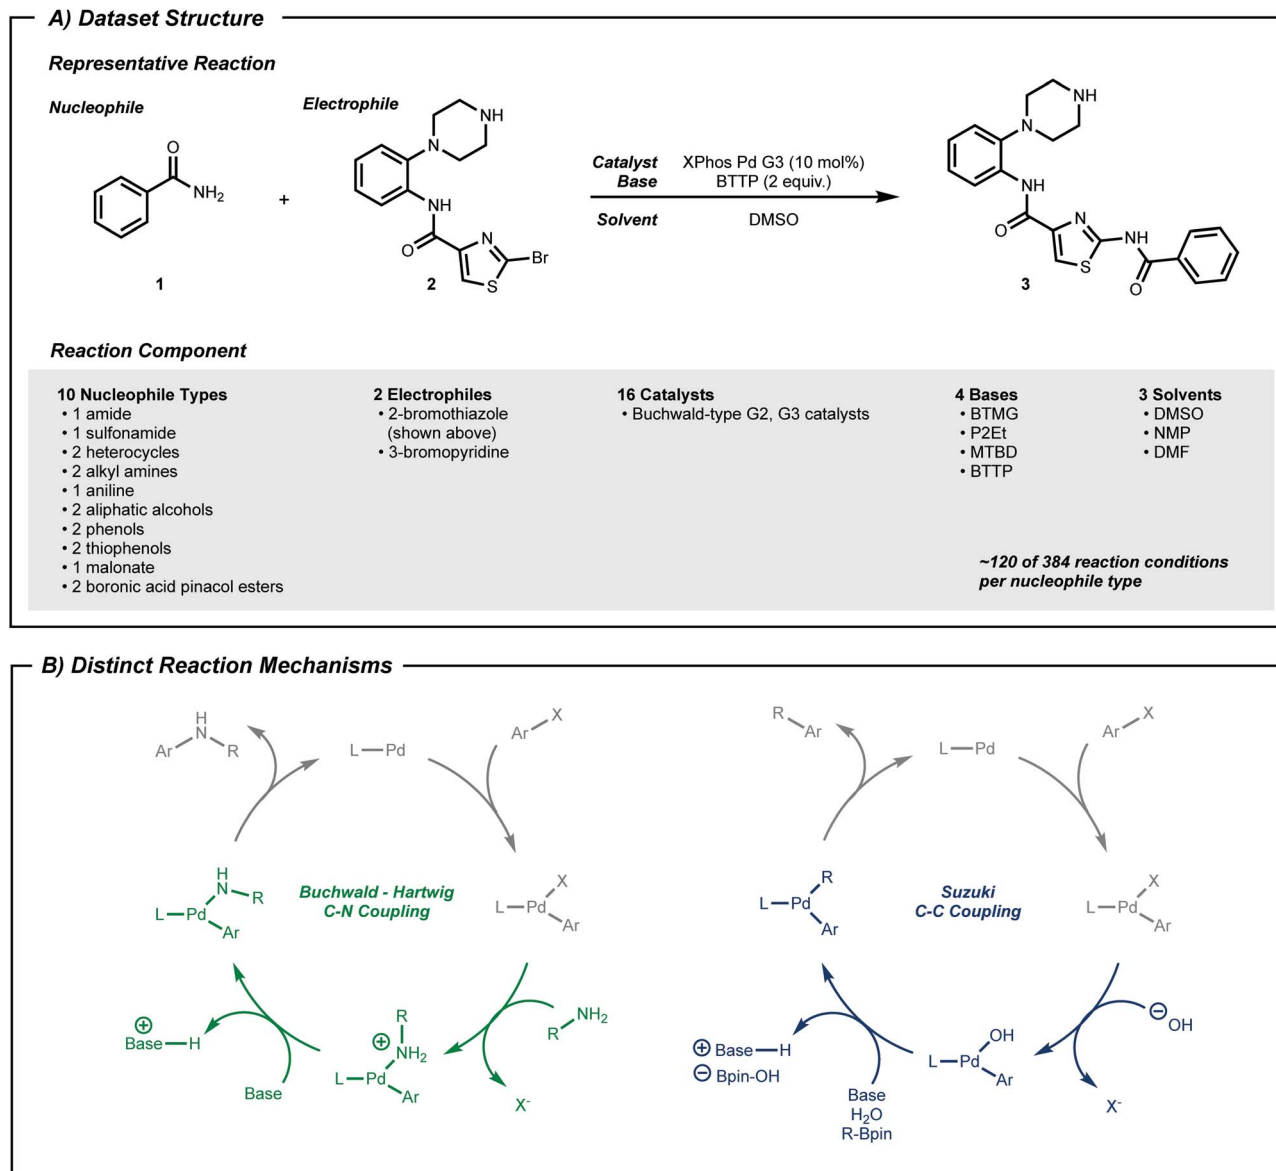 A) Dataset Structure
Representative Reaction
Nucleophile
Electrophile
O
NH₂
1
+
NH
N
NH
O
N
S
Br
2
Catalyst XPhos Pd G3 (10 mol%)
Base BTTP (2 equiv.)
Solvent DMSO
NH
N
NH
O
N
S
NH
O
3
Reaction Component
10 Nucleophile Types
• 1 amide
• 1 sulfonamide
• 2 heterocycles
• 2 alkyl amines
• 1 aniline
• 2 aliphatic alcohols
• 2 phenols
• 2 thiophenols
• 1 malonate
• 2 boronic acid pinacol esters
2 Electrophiles
• 2-bromothiazole
(shown above)
• 3-bromopyridine
16 Catalysts
• Buchwald-type G2, G3 catalysts
4 Bases
• BTMG
• P2Et
• MTBD
• BTTP
3 Solvents
• DMSO
• NMP
• DMF
~120 of 384 reaction conditions
per nucleophile type
B) Distinct Reaction Mechanisms
H
N
Ar R
L Pd
Ar X
H
N
R
L Pd
Ar
Buchwald - Hartwig
C-N Coupling
X
L Pd
Ar
⊕
Base H
Base
R
⊕
NH₂
L Pd
Ar
R NH₂
X⁻
R
Ar
L Pd
Ar X
R
L Pd
Ar
Suzuki
C-C Coupling
X
L Pd
Ar
⊕ Base H
⊖ Bpin-OH
Base
H₂O
R-Bpin
OH
L Pd
Ar
⊖
OH
X⁻